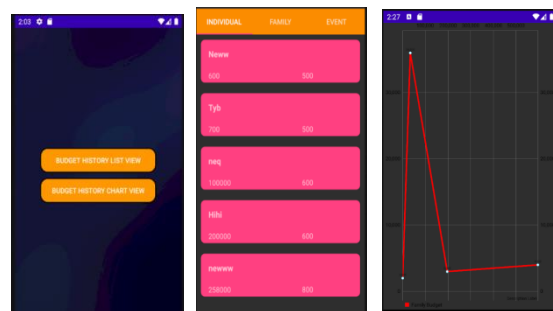 2:03
BUDGET HISTORY LIST VIEW
BUDGET HISTORY CHART VIEW
INDIVIDUAL FAMILY EVENT
Neww
600 500
Tyb
700 500
neq
100000 600
Hihi
200000 600
newww
258000 800
2:27